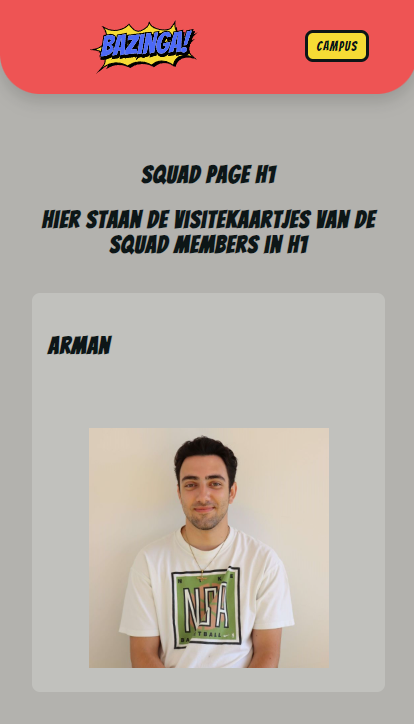 BAZINGA!
CAMPUS
SQUAD PAGE H1
HIER STAAN DE VISITEKAARTJES VAN DE
SQUAD MEMBERS IN H1
ARMAN